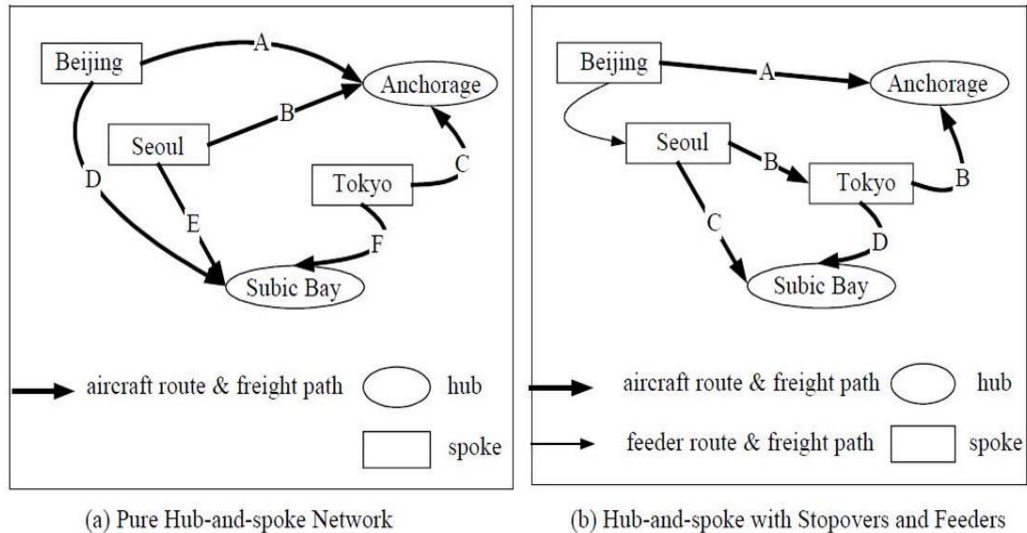 Beijing
A
Anchorage
B
Seoul
C
D
Tokyo
E
F
Subic Bay
aircraft route & freight path
hub
spoke
(a) Pure Hub-and-spoke Network
Beijing
A
Anchorage
Seoul
B
Tokyo
B
C
D
Subic Bay
aircraft route & freight path
hub
feeder route & freight path
spoke
(b) Hub-and-spoke with Stopovers and Feeders